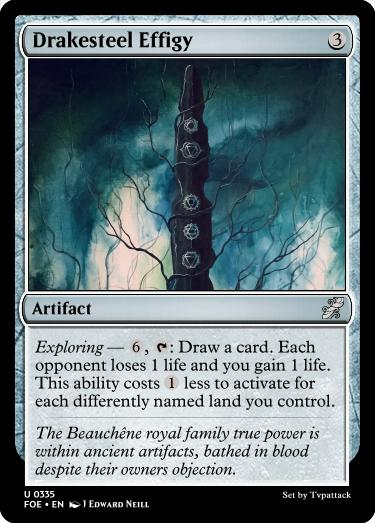 Drakesteel Effigy 3
Artifact
Exploring — 6, : Draw a card. Each
opponent loses 1 life and you gain 1 life.
This ability costs 1 less to activate for
each differently named land you control.
The Beauchêne royal family true power is
within ancient artifacts, bathed in blood
despite their owners objection.
U 0335
FOE • EN J Edward Neill
Set by Tvpattack